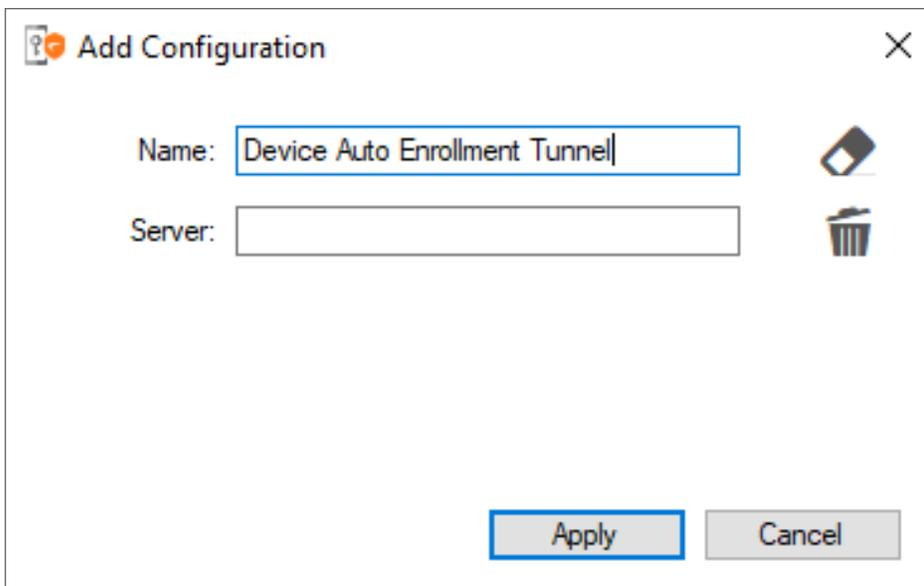 Add Configuration
Name: Device Auto Enrollment Tunnel
Server:
Apply Cancel